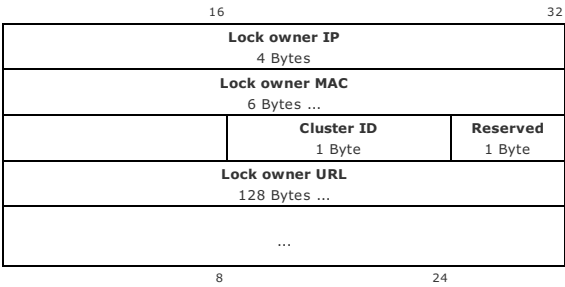 16 32
Lock owner IP
4 Bytes
Lock owner MAC
6 Bytes ...
Cluster ID Reserved
1 Byte 1 Byte
Lock owner URL
128 Bytes ...
...
8 24